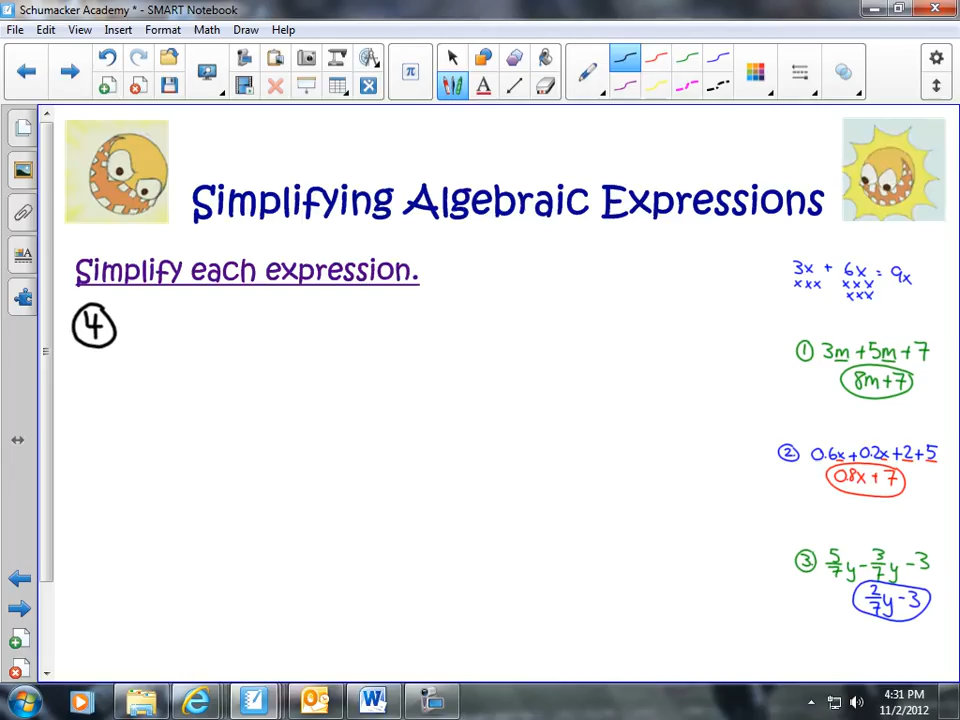 Schumacker Academy * - SMART Notebook
File Edit View Insert Format Math Draw Help
π
A
Simplifying Algebraic Expressions
Simplify each expression.
4
3x + 6x = 9x
xxx xxx
xxx
1 3m + 5m + 7
8m + 7
2 0.6x + 0.2x + 2 + 5
0.8x + 7
3 5/7y - 3/7y - 3
2/7y - 3
4:31 PM
11/2/2012